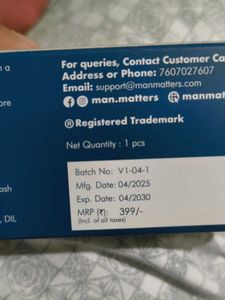 n a
ore
ash
, DIL
For queries, Contact Customer Ca
Address or Phone: 7607027607
Email: support@manmatters.com
man.matters manmatt
® Registered Trademark
Net Quantity : 1 pcs
Batch No: V1-04-1
Mfg. Date: 04/2025
Exp. Date: 04/2030
MRP (₹): 399/-
(Incl. of all taxes)